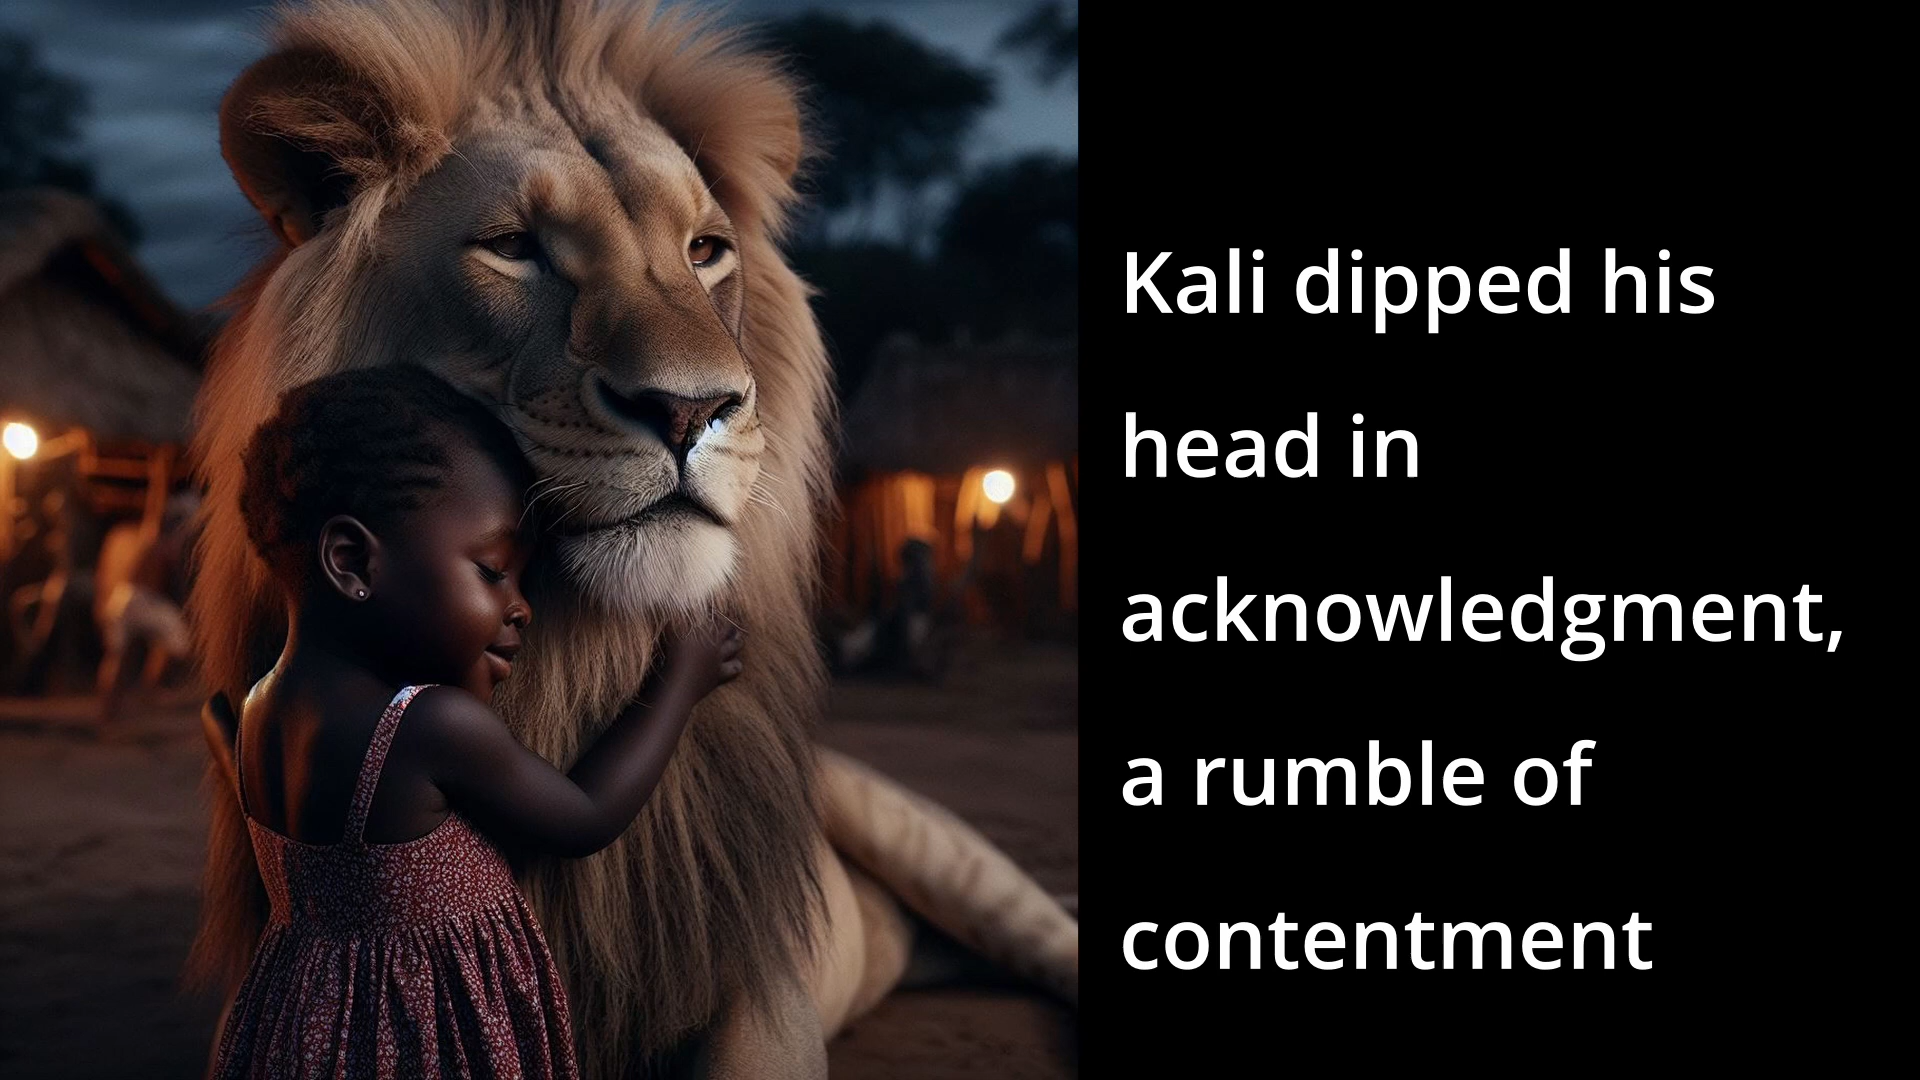 Kali dipped his
head in
acknowledgment,
a rumble of
contentment